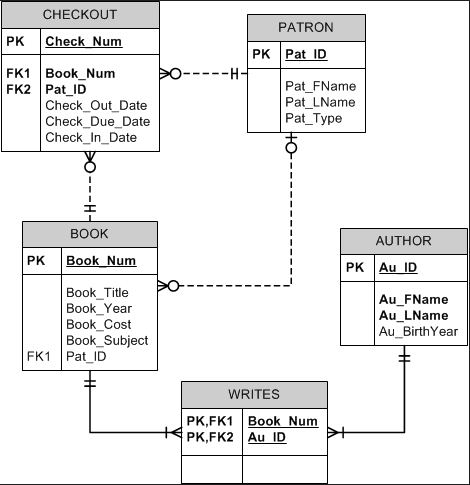 CHECKOUT
PK Check_Num
FK1 Book_Num
FK2 Pat_ID
Check_Out_Date
Check_Due_Date
Check_In_Date
PATRON
PK Pat_ID
Pat_FName
Pat_LName
Pat_Type
BOOK
PK Book_Num
Book_Title
Book_Year
Book_Cost
Book_Subject
FK1 Pat_ID
AUTHOR
PK Au_ID
Au_FName
Au_LName
Au_BirthYear
WRITES
PK,FK1 Book_Num
PK,FK2 Au_ID